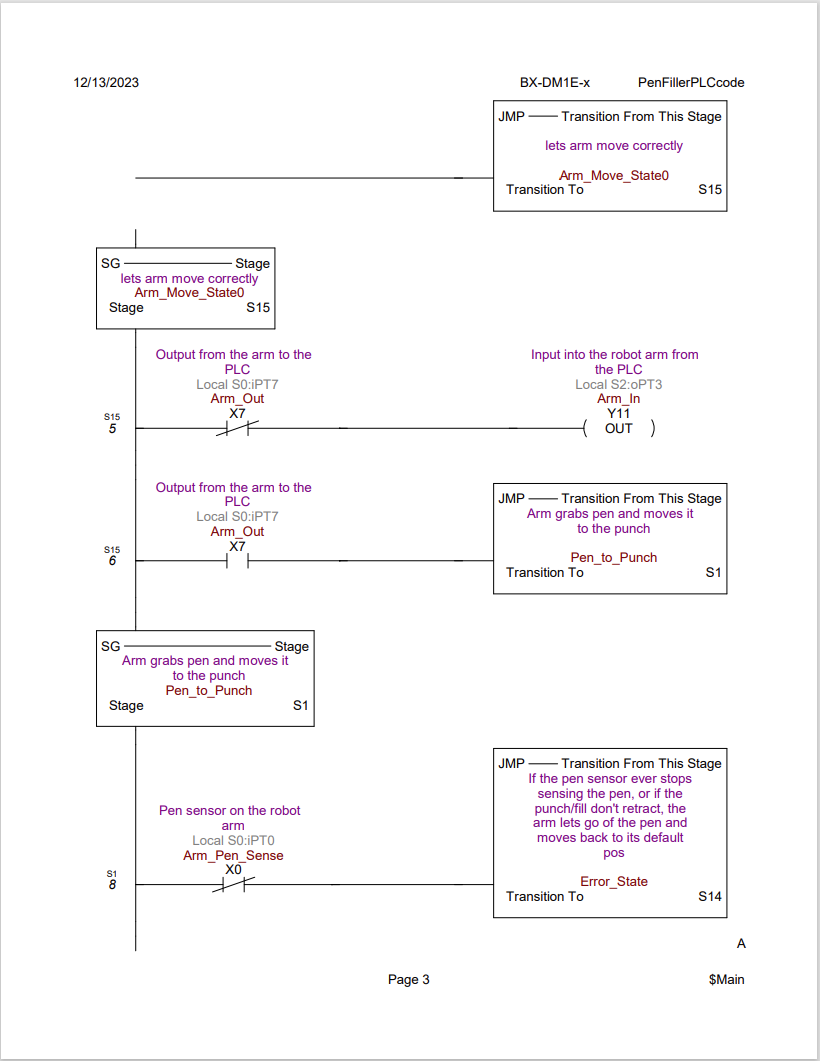 12/13/2023 BX-DM1E-x PenFillerPLCcode
JMP Transition From This Stage
lets arm move correctly
Arm_Move_State0
Transition To S15
SG Stage
lets arm move correctly
Arm_Move_State0
Stage S15
Output from the arm to the
PLC
Local S0:iPT7
Arm_Out
X7
Input into the robot arm from
the PLC
Local S2:oPT3
Arm_In
Y11
OUT
S15
5
Output from the arm to the
PLC
Local S0:iPT7
Arm_Out
X7
S15
6
JMP Transition From This Stage
Arm grabs pen and moves it
to the punch
Pen_to_Punch
Transition To S1
SG Stage
Arm grabs pen and moves it
to the punch
Pen_to_Punch
Stage S1
Pen sensor on the robot
arm
Local S0:iPT0
Arm_Pen_Sense
X0
S1
8
JMP Transition From This Stage
If the pen sensor ever stops
sensing the pen, or if the
punch/fill don't retract, the
arm lets go of the pen and
moves back to its default
pos
Error_State
Transition To S14
A
Page 3 $Main